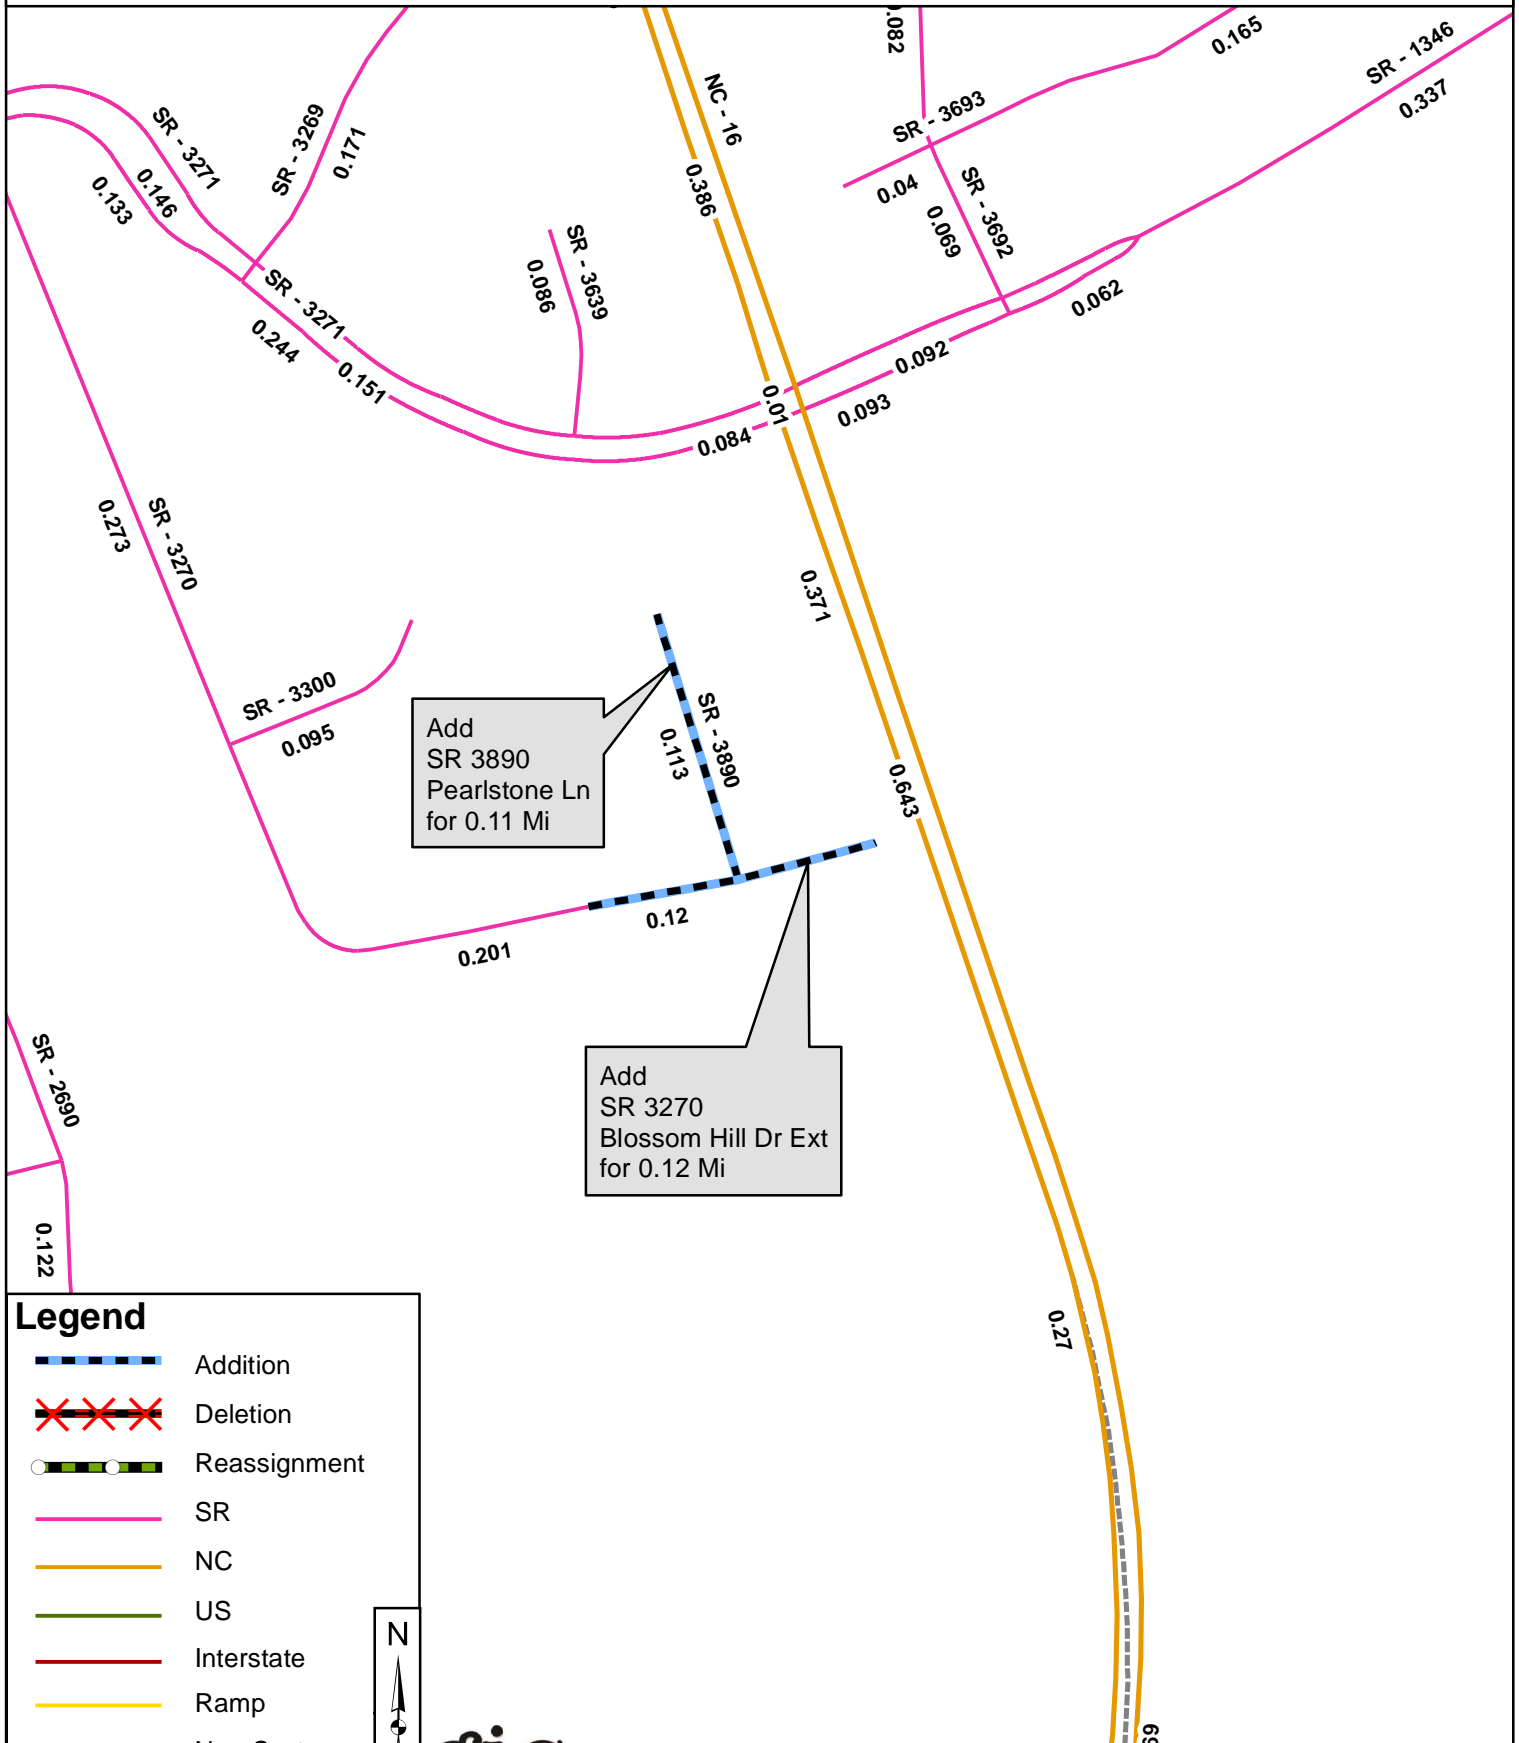 .082
0.165
SR - 1346
0.337
NC - 16
SR - 3693
0.04
SR - 3271
SR - 3269
0.171
0.146
0.133
0.386
SR - 3692
0.069
SR - 3639
0.086
SR - 3271
0.244
0.151
0.062
0.092
0.093
0.01
0.084
SR - 3270
0.273
0.371
SR - 3300
0.095
SR - 3890
0.113
Add
SR 3890
Pearlstone Ln
for 0.11 Mi
0.643
0.12
0.201
Add
SR 3270
Blossom Hill Dr Ext
for 0.12 Mi
SR - 2690
0.122
0.27
Legend
Addition
Deletion
Reassignment
SR
NC
US
Interstate
Ramp
N